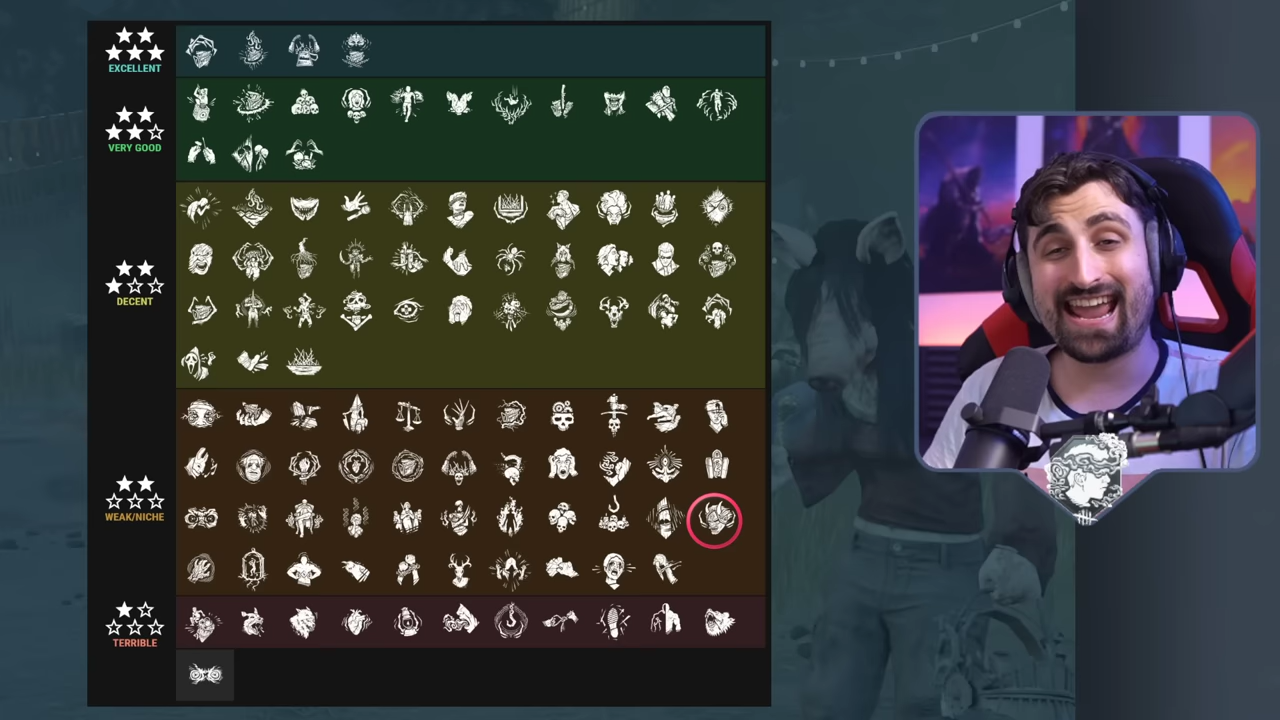 EXCELLENT
VERY GOOD
DECENT
WEAK/NICHE
TERRIBLE